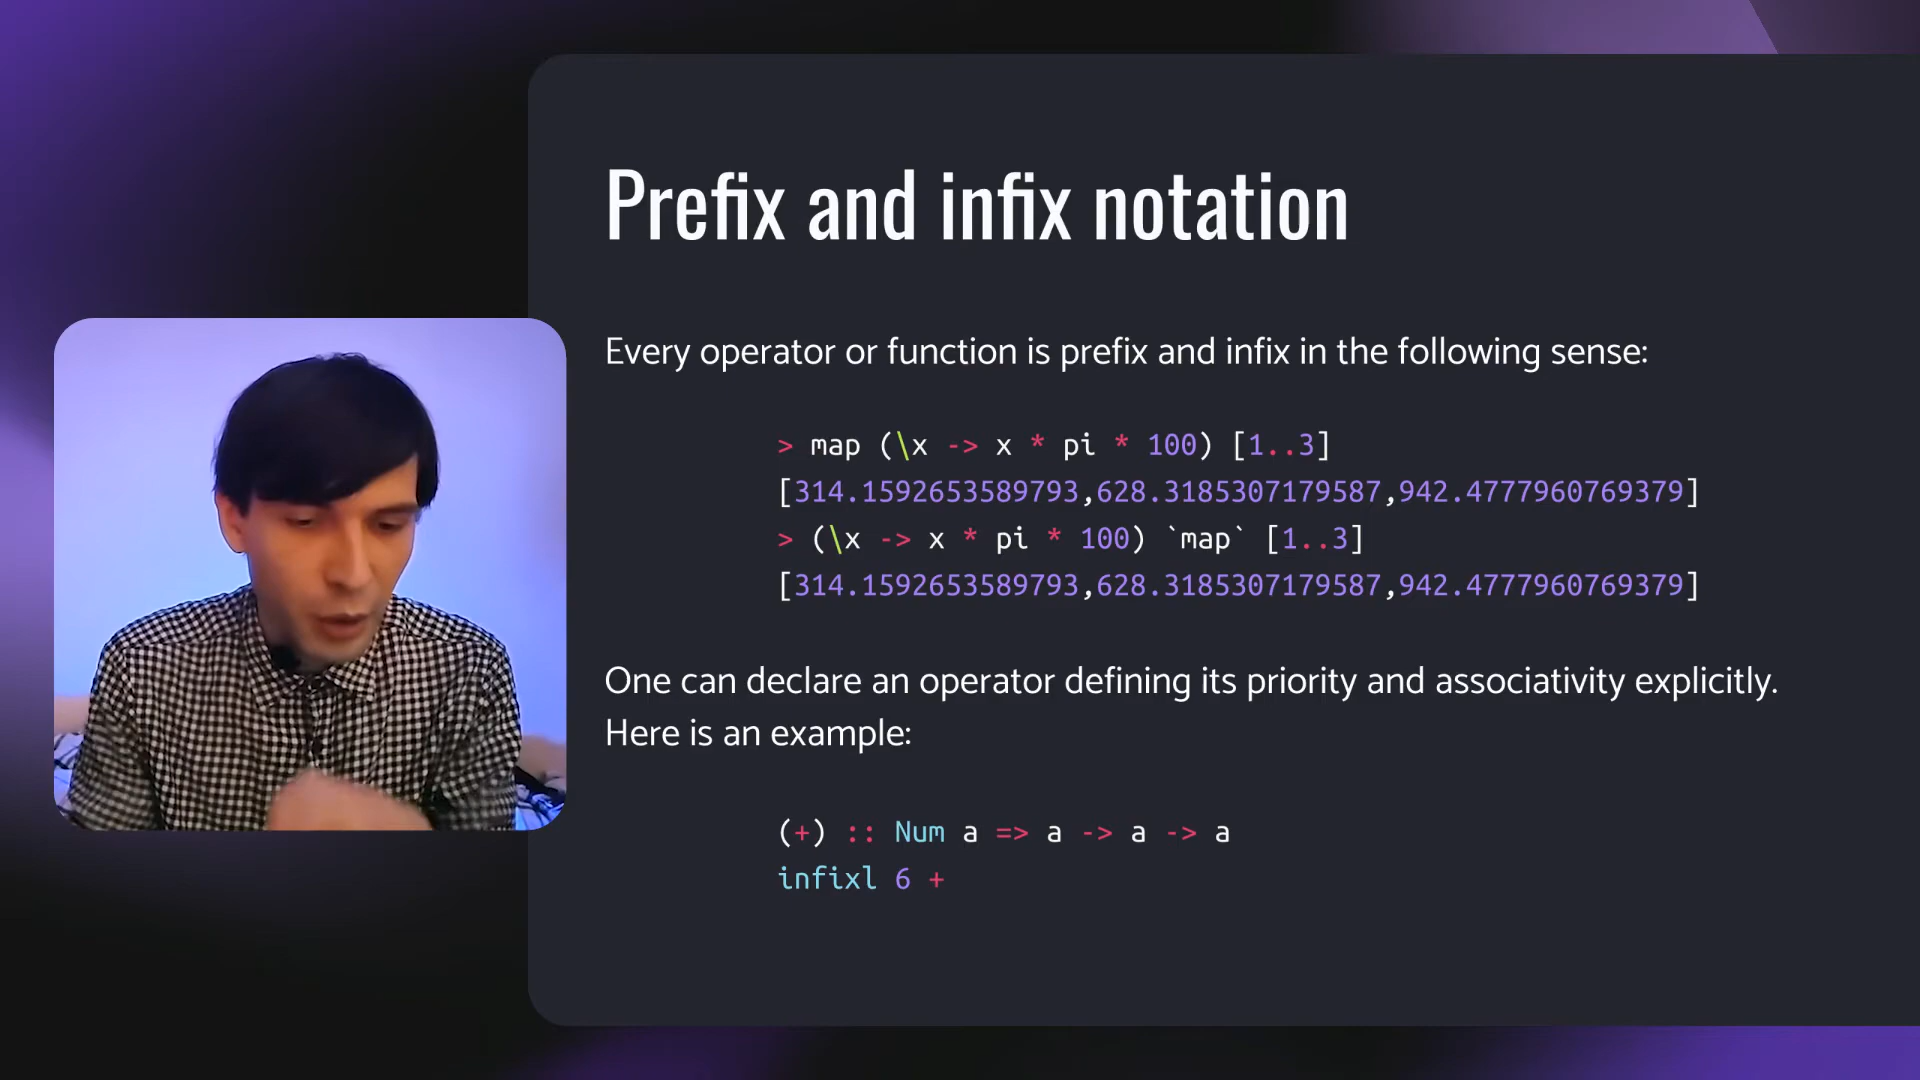 Prefix and infix notation
Every operator or function is prefix and infix in the following sense:
> map (\x -> x * pi * 100) [1..3]
[314.1592653589793,628.3185307179587,942.4777960769379]
> (\x -> x * pi * 100) `map` [1..3]
[314.1592653589793,628.3185307179587,942.4777960769379]
One can declare an operator defining its priority and associativity explicitly.
Here is an example:
(+) :: Num a => a -> a -> a
infixl 6 +